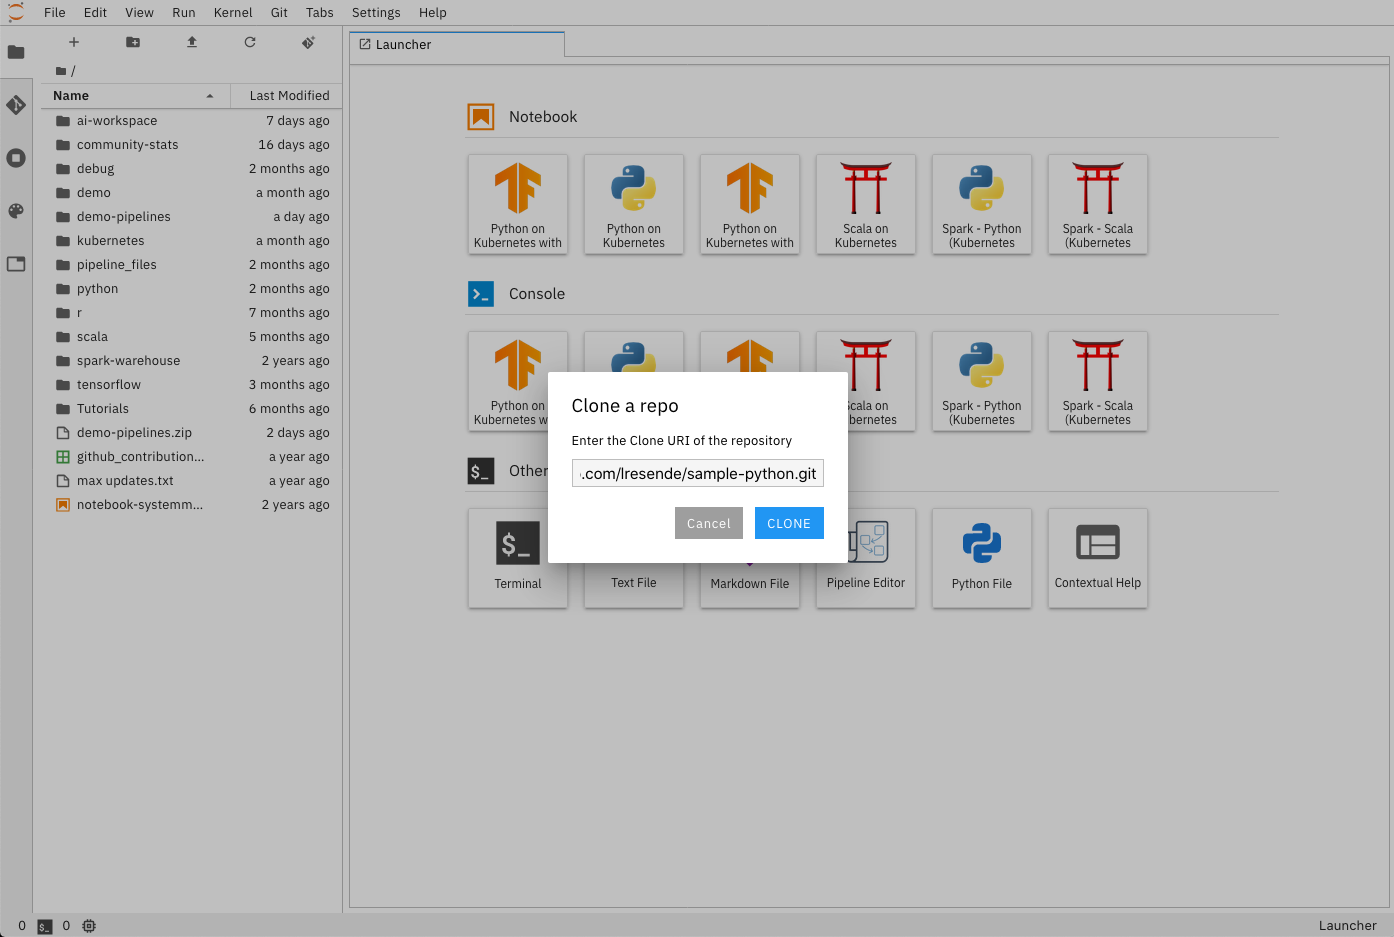 File Edit View Run Kernel Git Tabs Settings Help
Launcher
/
Name Last Modified
ai-workspace 7 days ago
community-stats 16 days ago
debug 2 months ago
demo a month ago
demo-pipelines a day ago
kubernetes a month ago
pipeline_files 2 months ago
python 2 months ago
r 7 months ago
scala 5 months ago
spark-warehouse 2 years ago
tensorflow 3 months ago
Tutorials 6 months ago
demo-pipelines.zip 2 days ago
github_contribution... a year ago
max updates.txt a year ago
notebook-systemm... 2 years ago
Notebook
Python on Kubernetes with
Python on Kubernetes
Python on Kubernetes with
Scala on Kubernetes
Spark - Python (Kubernetes
Spark - Scala (Kubernetes
Console
Python on Kubernetes w
Scala on
Spark - Python (Kubernetes
Spark - Scala (Kubernetes
Clone a repo
Enter the Clone URI of the repository
.com/lresende/sample-python.git
Cancel CLONE
Other
$_
Terminal
Text File
Markdown File
Pipeline Editor
Python File
Contextual Help
0 $_ 0
Launcher